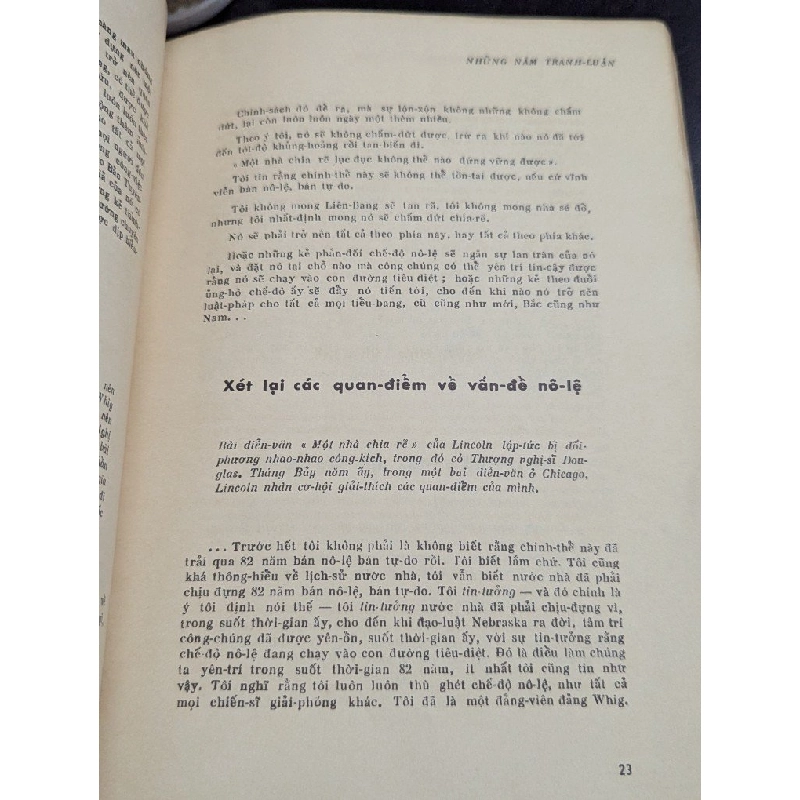 NHỮNG NĂM TRANH-LUẬN
Chính-sách đó đề ra, mà sự lộn-xộn không những không chấm
dứt, lại còn luôn luôn ngày một thêm nhiều.
Theo ý tôi, nó sẽ không chấm-dứt được, trừ ra khi nào nó đã tới
đến tột-độ khủng-hoảng rồi tan-biến đi.
« Một nhà chia rẽ lục đục không thể nào đứng vững được ».
Tôi tin rằng chính-thể này sẽ không thể tồn-tại được, nếu cứ vĩnh
viễn bán nô-lệ, bán tự do.
Tôi không mong Liên-bang sẽ tan rã, tôi không mong nhà sẽ đổ,
nhưng tôi nhất-định mong nó sẽ chấm dứt chia-rẽ.
Nó sẽ phải trở nên tất cả theo phía này, hay tất cả theo phía khác.
Hoặc những kẻ phản-đối chế-độ nô-lệ sẽ ngăn sự lan tràn của nó
lại, và đặt nó tại chỗ nào mà công chúng có thể yên trí tin-cậy được
rằng nó sẽ chạy vào con đường tiêu-diệt ; hoặc những kẻ theo đuổi
ủng-hộ chế-độ ấy sẽ đẩy nó tiến tới, cho đến khi nào nó trở nên
luật-pháp cho tất cả mọi tiểu-bang, cũ cũng như mới, Bắc cũng như
Nam...
Xét lại các quan-điểm về vấn-đề nô-lệ
Bài diễn-văn « Một nhà chia rẽ » của Lincoln lập-tức bị đối-
phương nhao-nhao công-kích, trong đó có Thượng nghị-sĩ Dou-
glas. Tháng Bảy năm ấy, trong một bài diễn-văn ở Chicago,
Lincoln nhân cơ-hội giải-thích các quan-điểm của mình.
... Trước hết tôi không phải là không biết rằng chính-thể này đã
trải qua 82 năm bán nô-lệ bán tự-do rồi. Tôi biết lắm chứ. Tôi cũng
khá thông-hiểu về lịch-sử nước nhà, tôi vẫn biết nước nhà đã phải
chịu đựng 82 năm bán nô-lệ, bán tự-do. Tôi tin-tưởng — và đó chính là
ý tôi định nói thế — tôi tin-tưởng nước nhà đã phải chịu-đựng vì,
trong suốt thời-gian ấy, cho đến khi đạo-luật Nebraska ra đời, tâm trí
công-chúng đã được yên-ổn, suốt thời-gian ấy, với sự tin-tưởng rằng
chế-độ nô-lệ đang chạy vào con đường tiêu-diệt. Đó là điều làm chúng
ta yên-trí trong suốt thời-gian 82 năm, ít nhất tôi cũng tin như
vậy. Tôi nghĩ rằng tôi luôn luôn thù ghét chế-độ nô-lệ, như tất cả
mọi chiến-sĩ giải-phóng khác. Tôi đã là một đảng-viên đảng Whig.
23